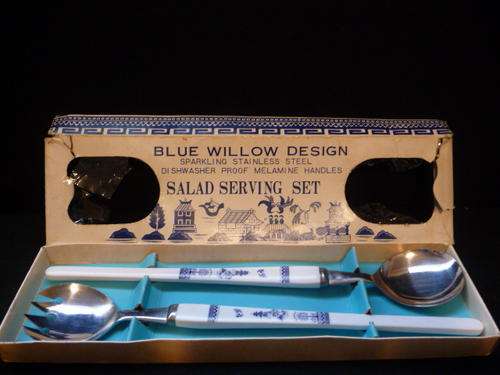 BLUE WILLOW DESIGN
SPARKLING STAINLESS STEEL
DISHWASHER PROOF MELAMINE HANDLES
SALAD SERVING SET